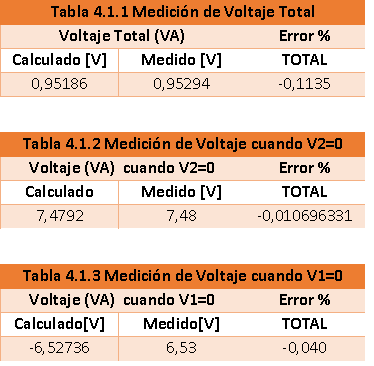 Tabla 4.1.1 Medición de Voltaje Total
Voltaje Total (VA) Error %
Calculado [V] Medido [V] TOTAL
0,95186 0,95294 -0,1135
Tabla 4.1.2 Medición de Voltaje cuando V2=0
Voltaje (VA) cuando V2=0 Error %
Calculado Medido [V] TOTAL
7,4792 7,48 -0,010696331
Tabla 4.1.3 Medición de Voltaje cuando V1=0
Voltaje (VA) cuando V1=0 Error %
Calculado[V] Medido[V] TOTAL
-6,52736 6,53 -0,040